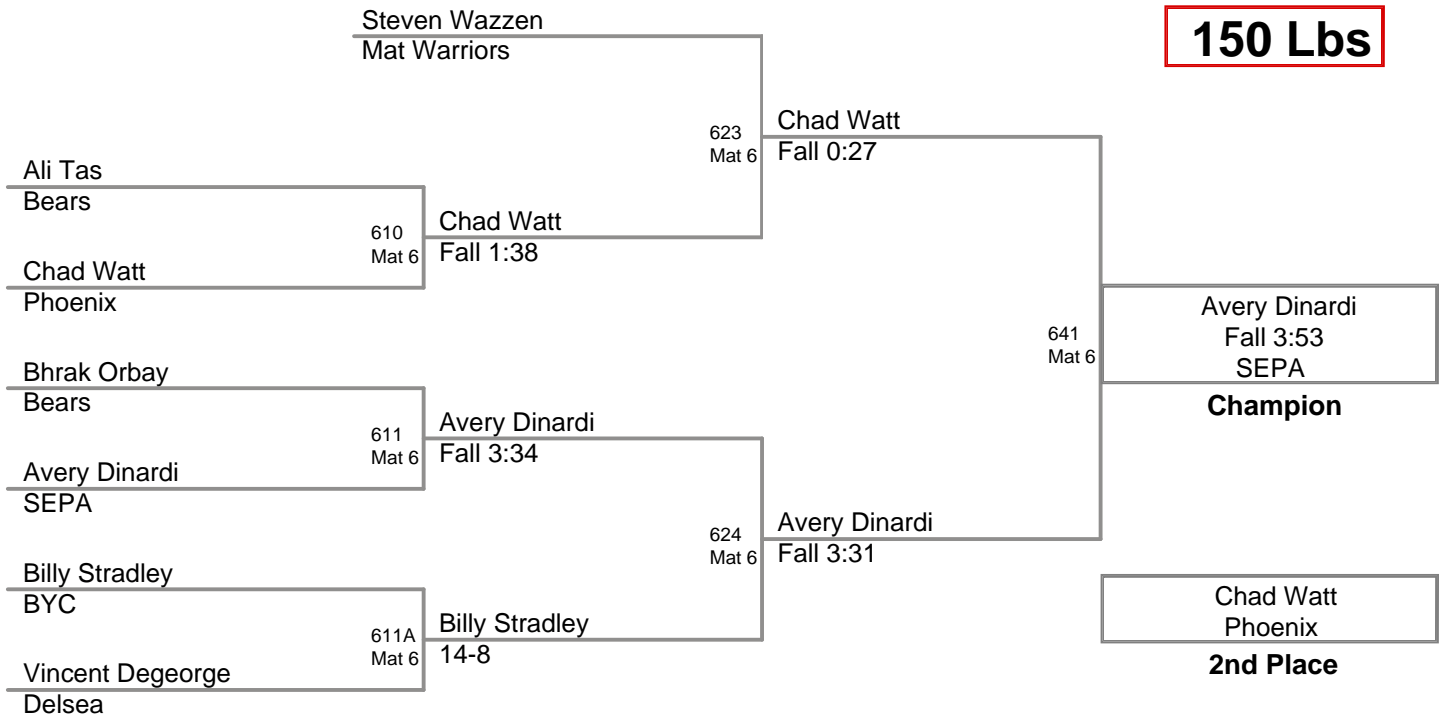 150 Lbs
Steven Wazzen
Mat Warriors
623
Mat 6
Chad Watt
Fall 0:27
Ali Tas
Bears
610
Mat 6
Chad Watt
Fall 1:38
Chad Watt
Phoenix
Bhrak Orbay
Bears
611
Mat 6
Avery Dinardi
Fall 3:34
Avery Dinardi
SEPA
624
Mat 6
Avery Dinardi
Fall 3:31
Billy Stradley
BYC
611A
Mat 6
Billy Stradley
14-8
Vincent Degeorge
Delsea
641
Mat 6
Avery Dinardi
Fall 3:53
SEPA
Champion
Chad Watt
Phoenix
2nd Place